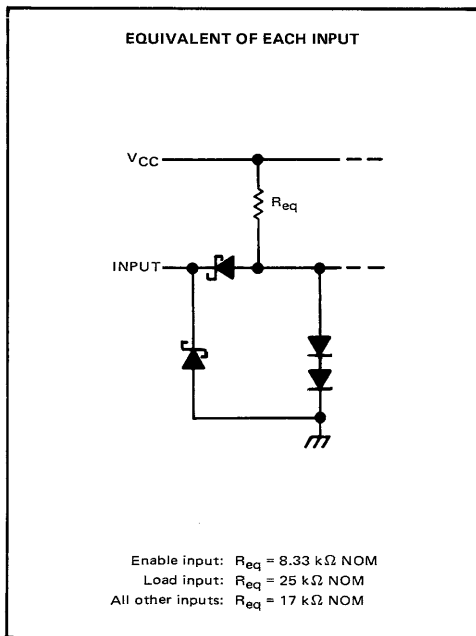 EQUIVALENT OF EACH INPUT
VCC
Req
INPUT
Enable input: Req = 8.33 kΩ NOM
Load input: Req = 25 kΩ NOM
All other inputs: Req = 17 kΩ NOM